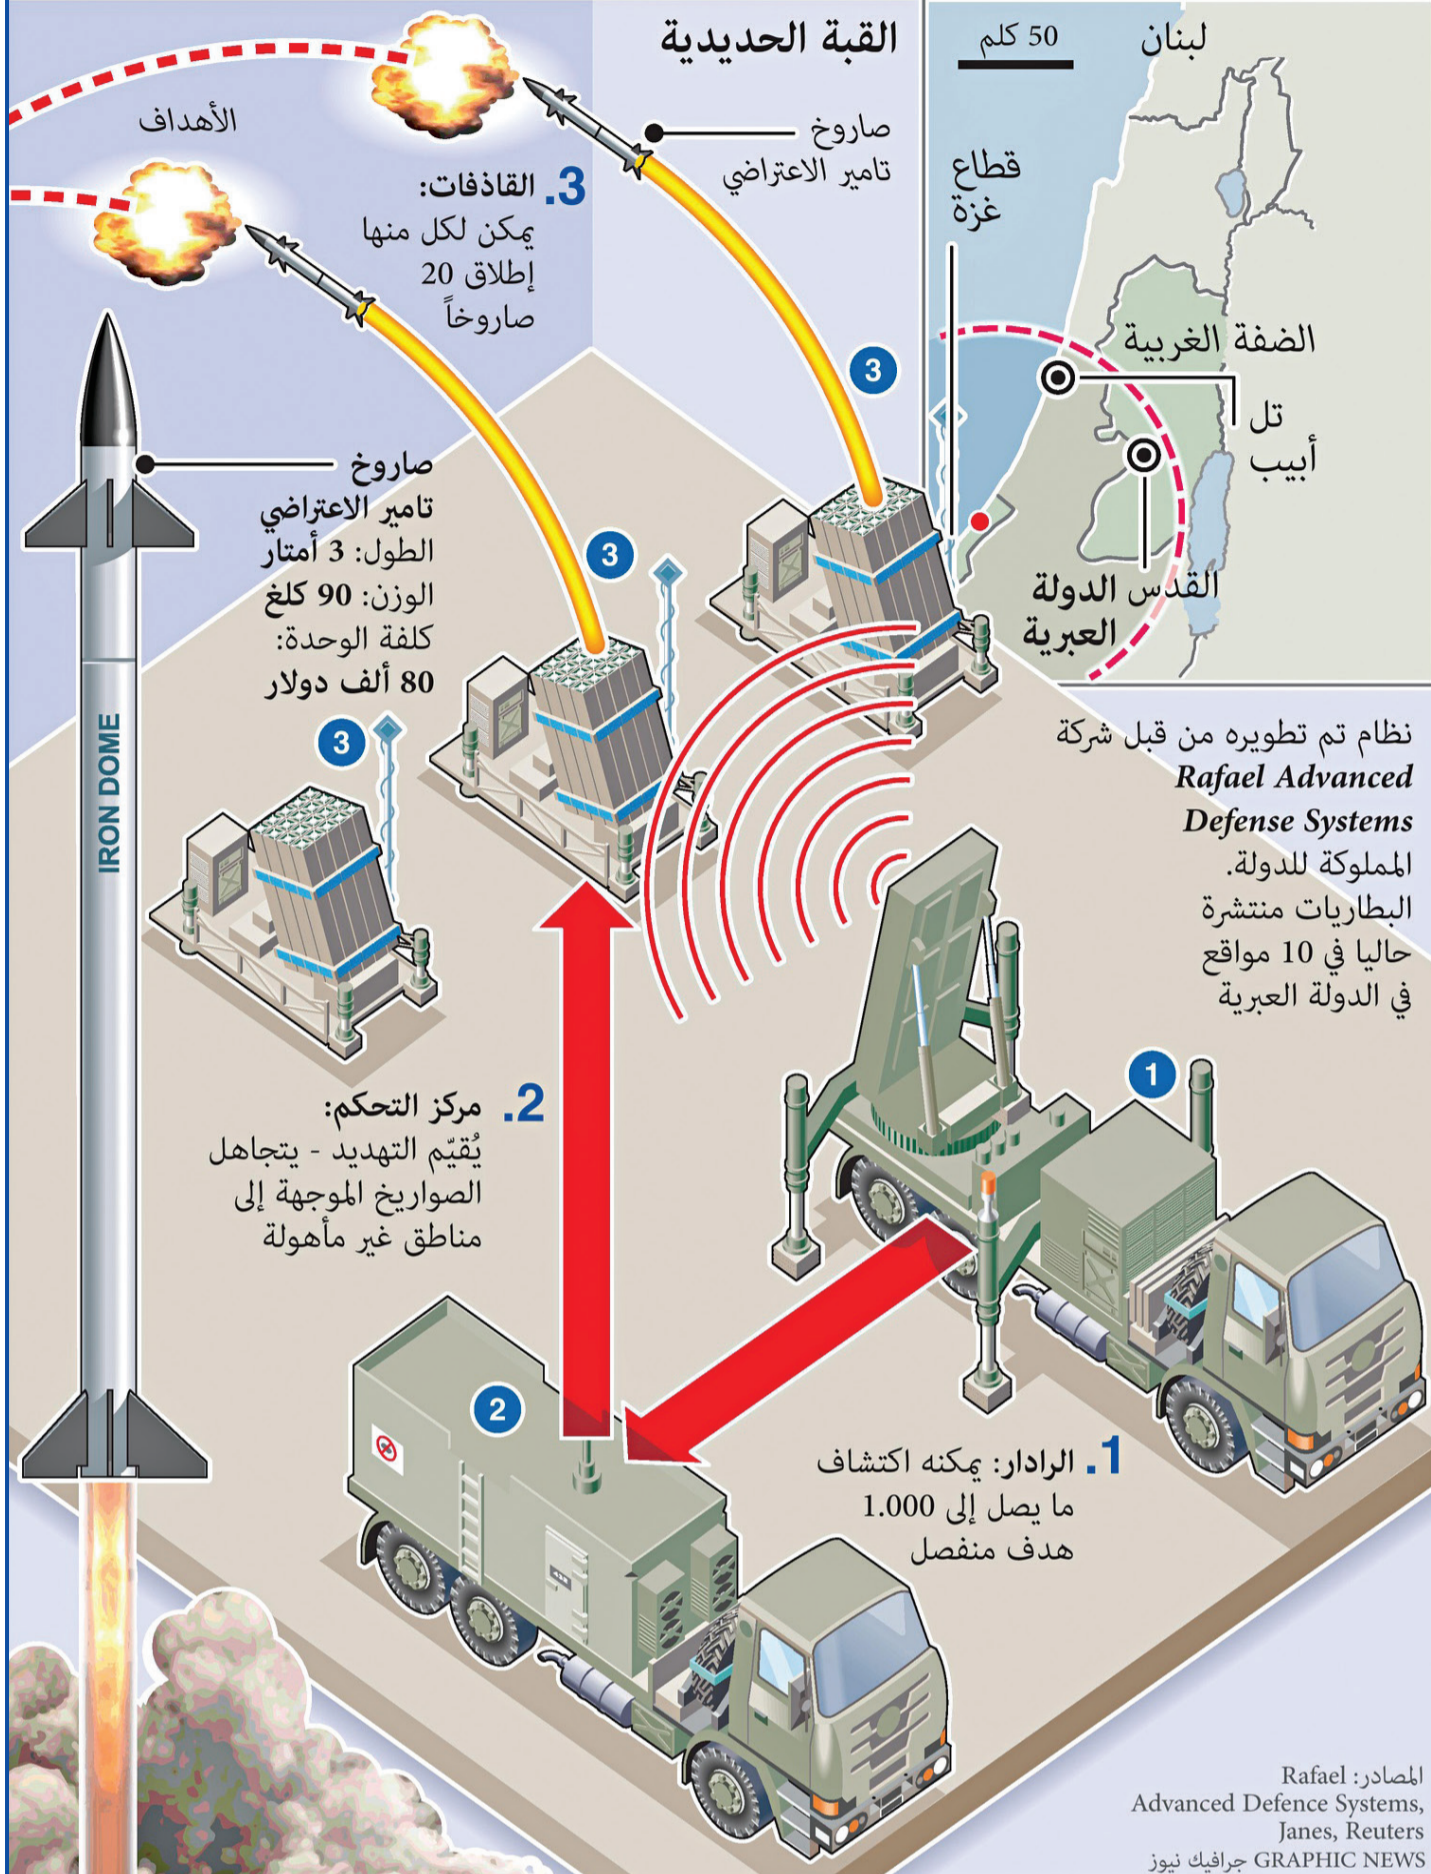 القبة الحديدية
صاروخ
تامير الاعتراضي
الأهداف
3. القاذفات:
يمكن لكل منها
إطلاق 20
صاروخاً
50 كلم
لبنان
قطاع
غزة
الضفة الغربية
تل
أبيب
القدس
الدولة
العبرية
3
3
3
صاروخ
تامير الاعتراضي
الطول: 3 أمتار
الوزن: 90 كلغ
كلفة الوحدة:
80 ألف دولار
IRON DOME
نظام تم تطويره من قبل شركة
Rafael Advanced
Defense Systems
المملوكة للدولة.
البطاريات منتشرة
حاليا في 10 مواقع
في الدولة العبرية
1
2. مركز التحكم:
يُقيّم التهديد - يتجاهل
الصواريخ الموجهة إلى
مناطق غير مأهولة
2
1. الرادار: يمكنه اكتشاف
ما يصل إلى 1.000
هدف منفصل
المصادر: Rafael
Advanced Defence Systems,
Janes, Reuters
GRAPHIC NEWS جرافيك نيوز